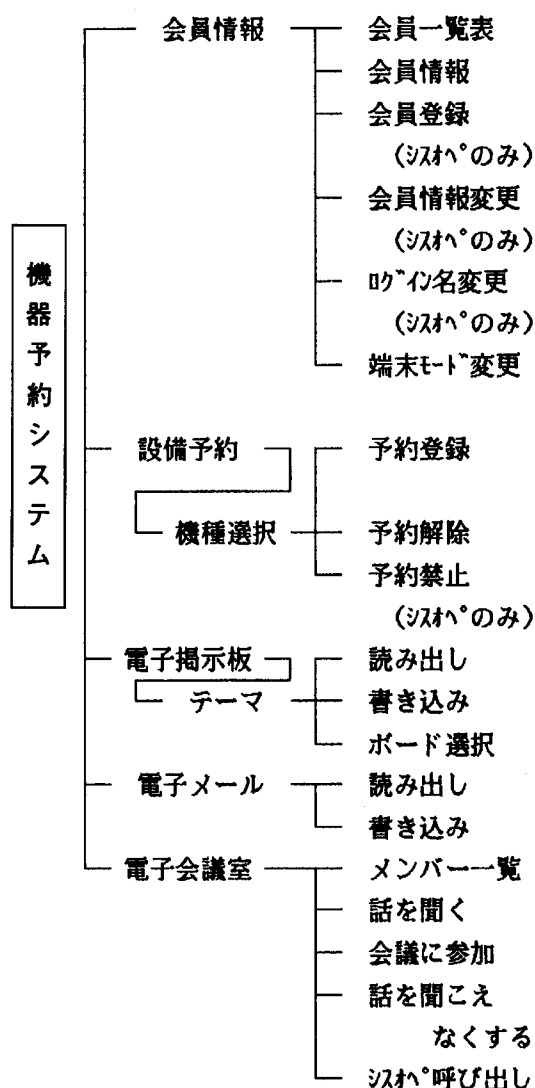 機器予約システム
会員情報
会員一覧表
会員情報
会員登録
(ｼｽｵﾍﾟのみ)
会員情報変更
(ｼｽｵﾍﾟのみ)
ﾛｸﾞｲﾝ名変更
(ｼｽｵﾍﾟのみ)
端末ﾓｰﾄﾞ変更
設備予約
機種選択
予約登録
予約解除
予約禁止
(ｼｽｵﾍﾟのみ)
電子掲示板
テーマ
読み出し
書き込み
ボード選択
電子メール
読み出し
書き込み
電子会議室
メンバー一覧
話を聞く
会議に参加
話を聞こえ
なくする
ｼｽｵﾍﾟ呼び出し